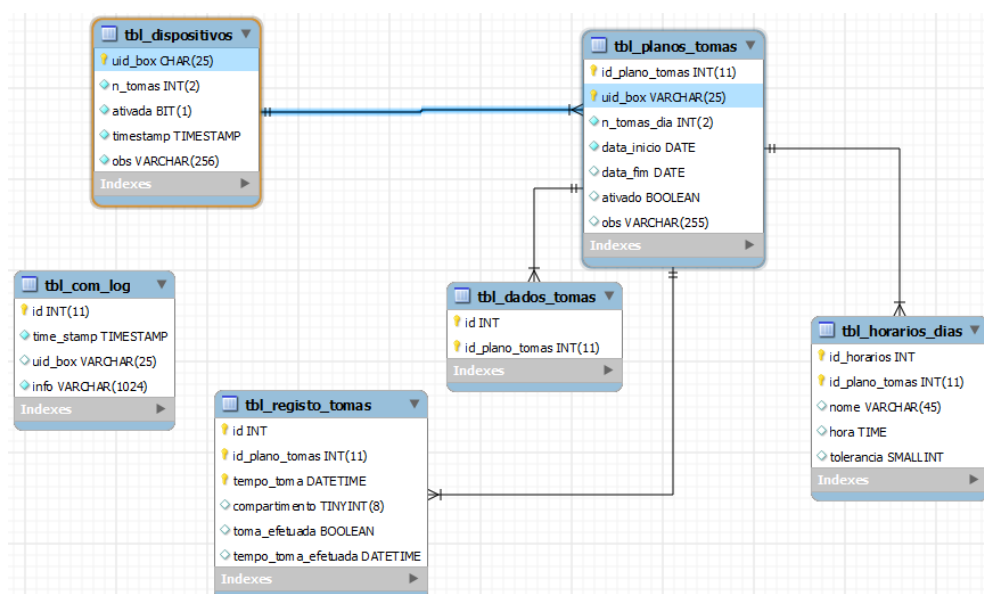 tbl_dispositivos
uid_box CHAR(25)
n_tomas INT(2)
ativada BIT(1)
timestamp TIMESTAMP
obs VARCHAR(256)
Indexes
tbl_planos_tomas
id_plano_tomas INT(11)
uid_box VARCHAR(25)
n_tomas_dia INT(2)
data_inicio DATE
data_fim DATE
ativado BOOLEAN
obs VARCHAR(255)
Indexes
tbl_com_log
id INT(11)
time_stamp TIMESTAMP
uid_box VARCHAR(25)
info VARCHAR(1024)
Indexes
tbl_dados_tomas
id INT
id_plano_tomas INT(11)
Indexes
tbl_horarios_dias
id_horarios INT
id_plano_tomas INT(11)
nome VARCHAR(45)
hora TIME
tolerancia SMALLINT
Indexes
tbl_registo_tomas
id INT
id_plano_tomas INT(11)
tempo_toma DATETIME
compartimento TINYINT(8)
toma_efetuada BOOLEAN
tempo_toma_efetuada DATETIME
Indexes